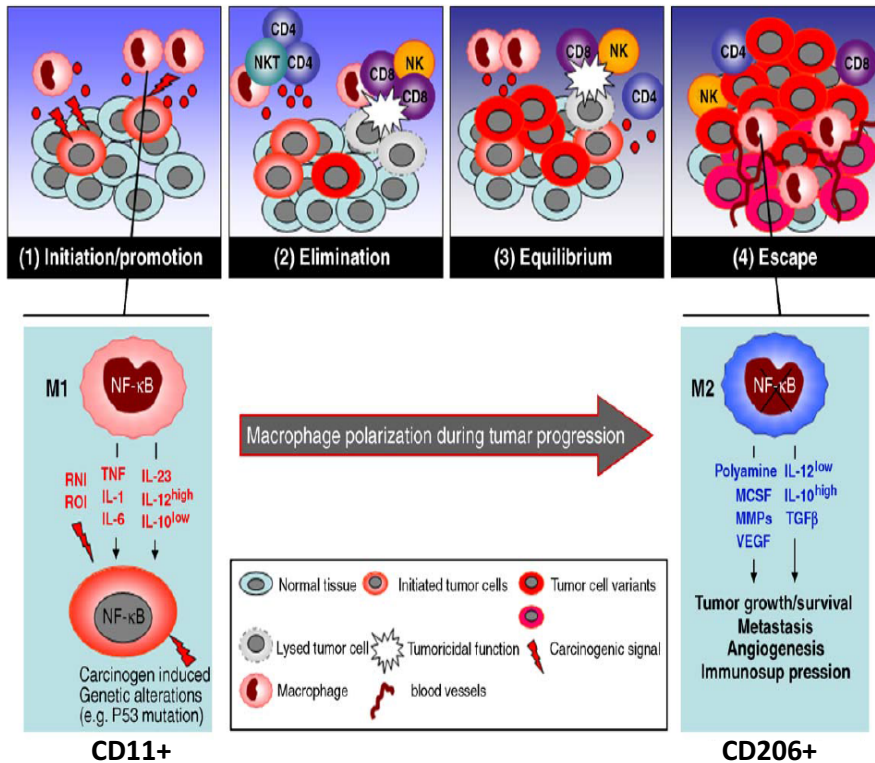 CD4
NKT
CD4
CD8
NK
CD8
CD8
NK
CD4
CD4
CD8
NK
(1) Initiation/promotion
(2) Elimination
(3) Equilibrium
(4) Escape
M1
NF-κB
RNI
ROI
TNF
IL-1
IL-6
IL-23
IL-12high
IL-10low
NF-κB
Carcinogen induced
Genetic alterations
(e.g. P53 mutation)
CD11+
Macrophage polarization during tumar progression
Normal tissue
Initiated tumor cells
Tumor cell variants
Lysed tumor cell
Tumoricidal function
Carcinogenic signal
Macrophage
blood vessels
M2
NF-κB
Polyamine
MCSF
MMPs
VEGF
IL-12low
IL-10high
TGFβ
Tumor growth/survival
Metastasis
Angiogenesis
Immunosup pression
CD206+